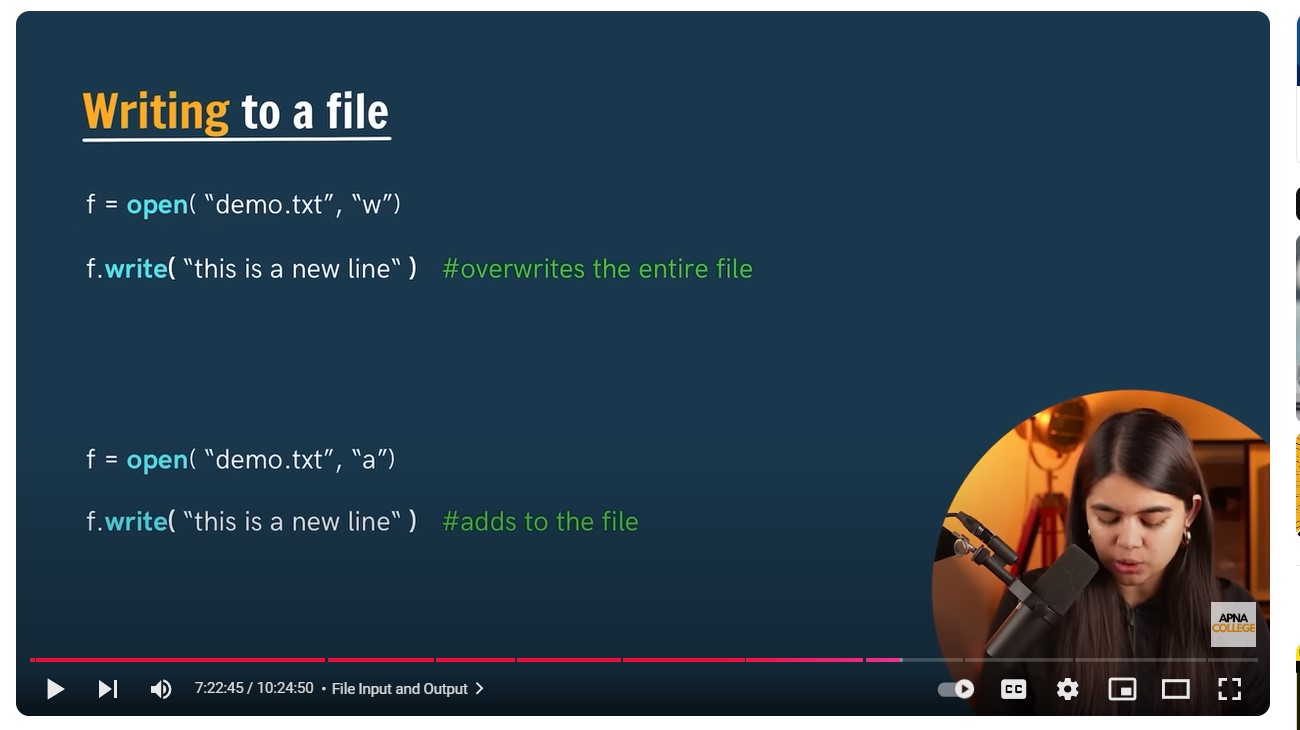 Writing to a file
f = open( “demo.txt”, “w”)
f.write( “this is a new line“ ) #overwrites the entire file
f = open( “demo.txt”, “a”)
f.write( “this is a new line“ ) #adds to the file
APNA
COLLEGE
7:22:45 / 10:24:50 • File Input and Output
CC